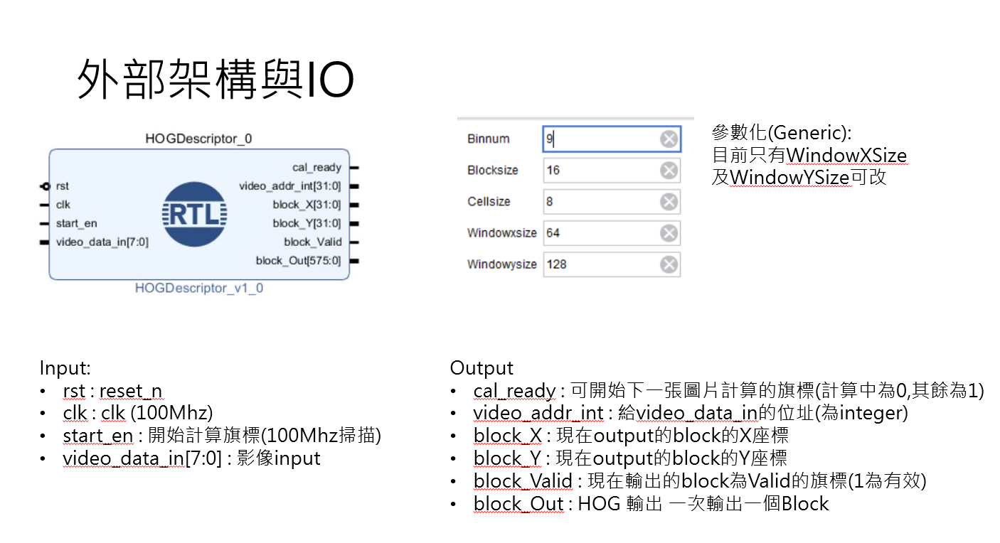 外部架構與IO
HOGDescriptor_0
rst
clk
start_en
video_data_in[7:0]
RTL
cal_ready
video_addr_int[31:0]
block_X[31:0]
block_Y[31:0]
block_Valid
block_Out[575:0]
HOGDescriptor_v1_0
Binnum 9
Blocksize 16
Cellsize 8
Windowxsize 64
Windowysize 128
參數化(Generic):
目前只有WindowXSize
及WindowYSize可改
Input:
• rst : reset_n
• clk : clk (100Mhz)
• start_en : 開始計算旗標(100Mhz掃描)
• video_data_in[7:0] : 影像input
Output
• cal_ready : 可開始下一張圖片計算的旗標(計算中為0,其餘為1)
• video_addr_int : 給video_data_in的位址(為integer)
• block_X : 現在output的block的X座標
• block_Y : 現在output的block的Y座標
• block_Valid : 現在輸出的block為Valid的旗標(1為有效)
• block_Out : HOG 輸出 一次輸出一個Block